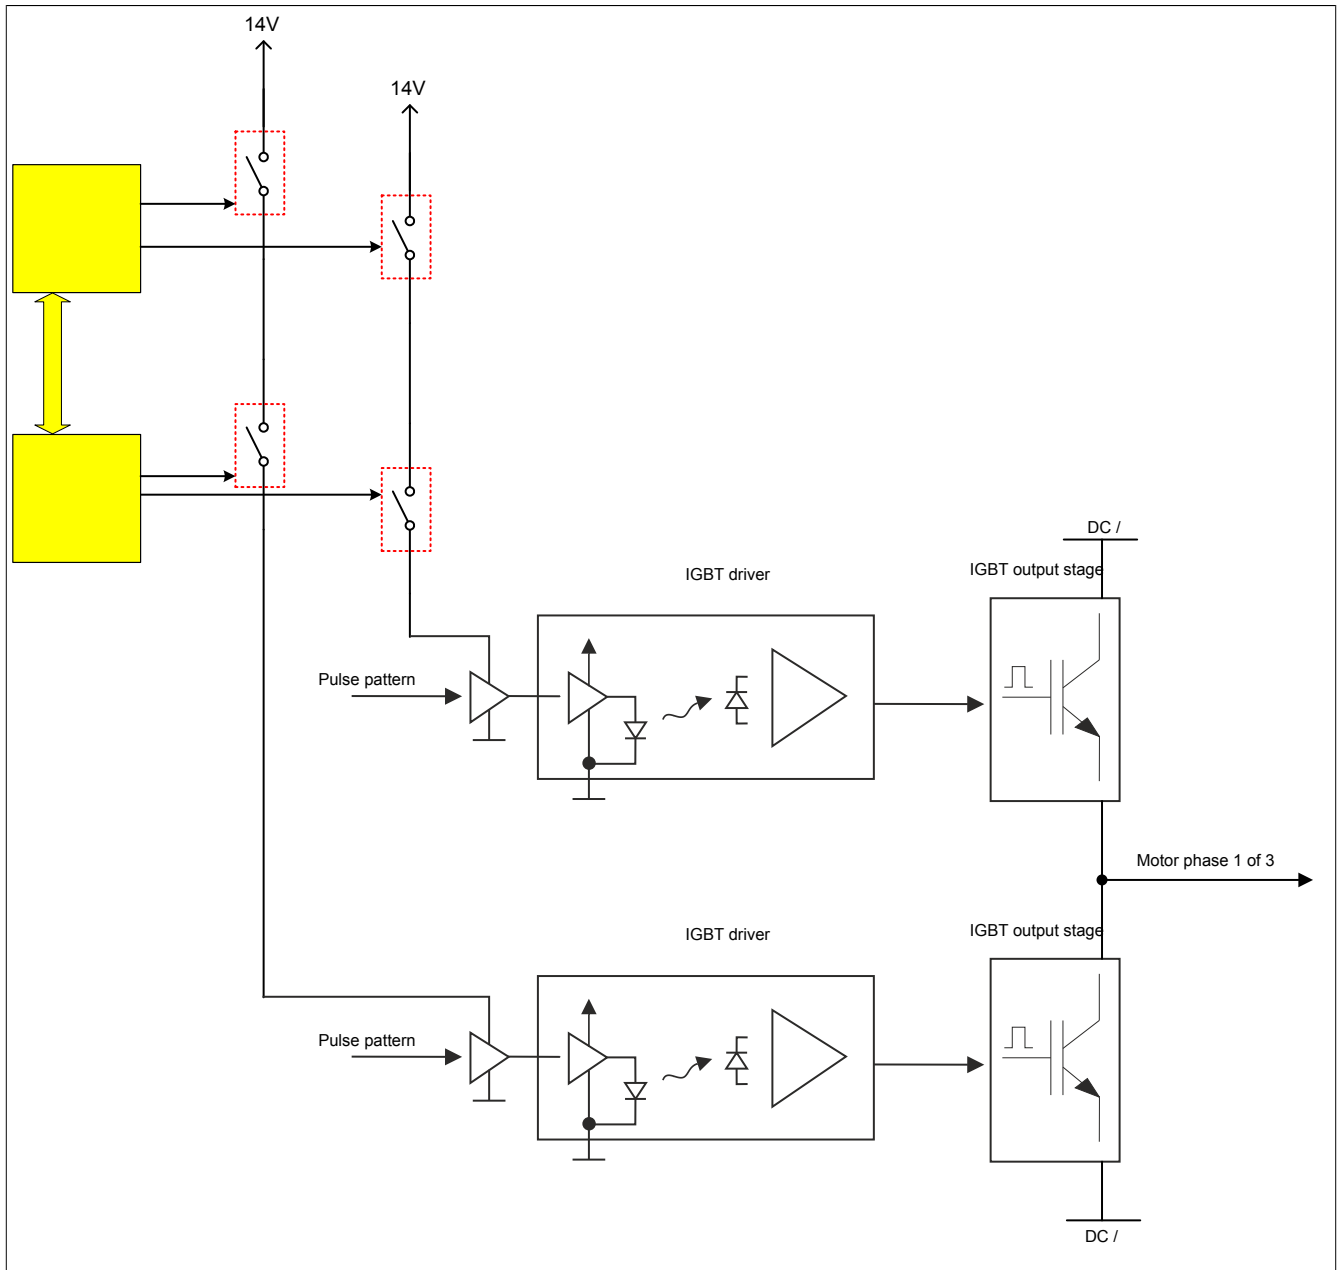 14V
14V
DC /
IGBT driver
IGBT output stage
Pulse pattern
Motor phase 1 of 3
IGBT driver
IGBT output stage
Pulse pattern
DC /